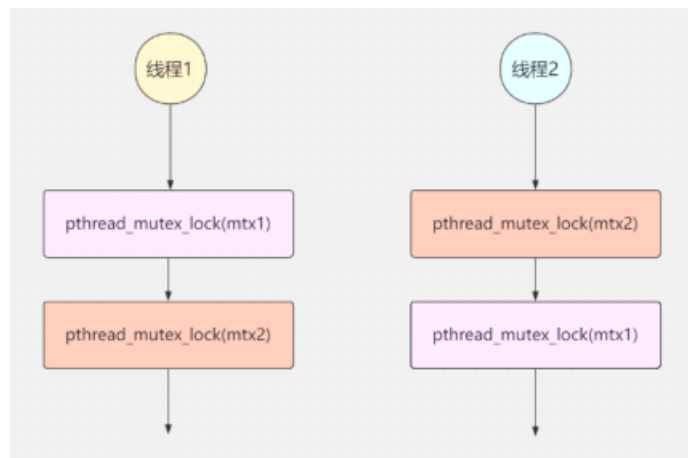 线程1
线程2
pthread_mutex_lock(mtx1)
pthread_mutex_lock(mtx2)
pthread_mutex_lock(mtx2)
pthread_mutex_lock(mtx1)